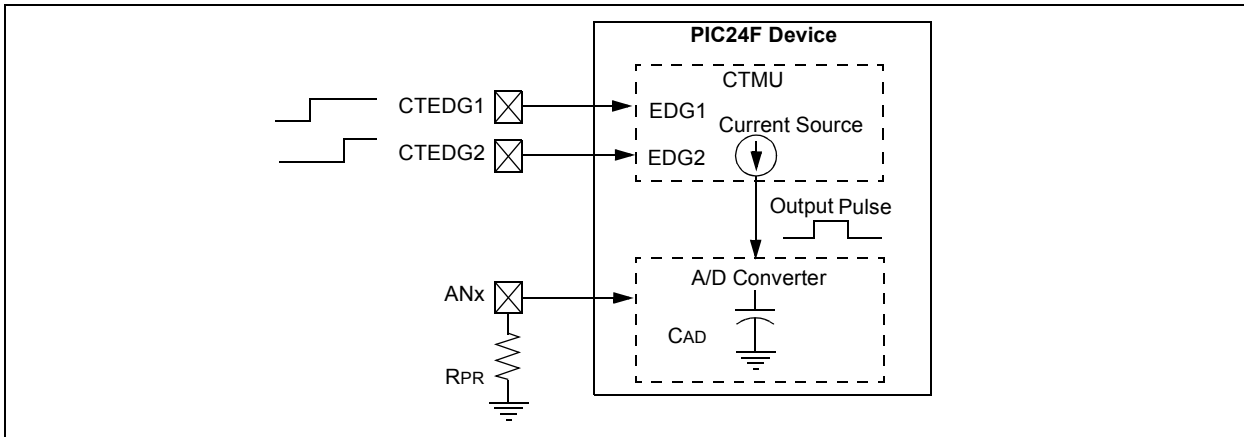 PIC24F Device
CTMU
CTEDG1
EDG1
Current Source
CTEDG2
EDG2
Output Pulse
A/D Converter
ANx
CAD
RPR